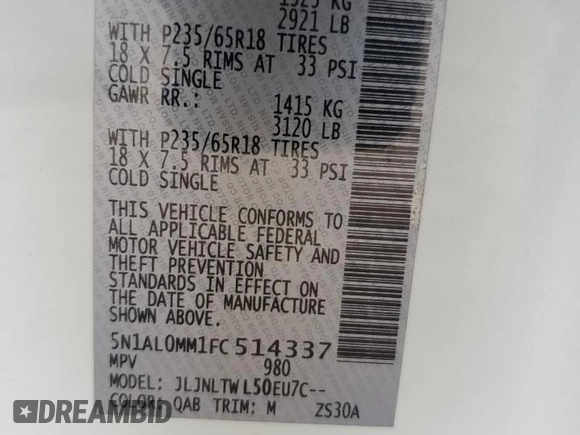 1325 KG
2921 LB
WITH P235/65R18 TIRES
18 X 7.5 RIMS AT 33 PSI
COLD SINGLE
GAWR RR.: 1415 KG
3120 LB
WITH P235/65R18 TIRES
18 X 7.5 RIMS AT 33 PSI
COLD SINGLE
THIS VEHICLE CONFORMS TO
ALL APPLICABLE FEDERAL
MOTOR VEHICLE SAFETY AND
THEFT PREVENTION
STANDARDS IN EFFECT ON
THE DATE OF MANUFACTURE
SHOWN ABOVE.
5N1AL0MM1FC514337
MPV 980
MODEL: JLJNLTWL50EU7C--
COLOR: QAB TRIM: M ZS30A
DREAMBID